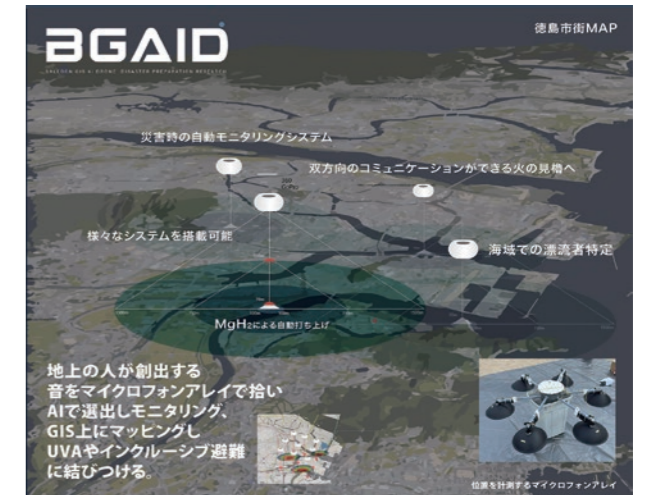 BGAID
徳島市街MAP
BALLOON GIS AI DRONE DISASTER PREPARATION RESEARCH
災害時の自動モニタリングシステム
双方向のコミュニケーションができる火の見櫓へ
様々なシステムを搭載可能
海域での漂流者特定
MgH₂による自動打ち上げ
地上の人が創出する
音をマイクロフォンアレイで拾い
AIで選出しモニタリング、
GIS上にマッピングし
UVAやインクルーシブ避難
に結びつける。
位置を計測するマイクロフォンアレイ